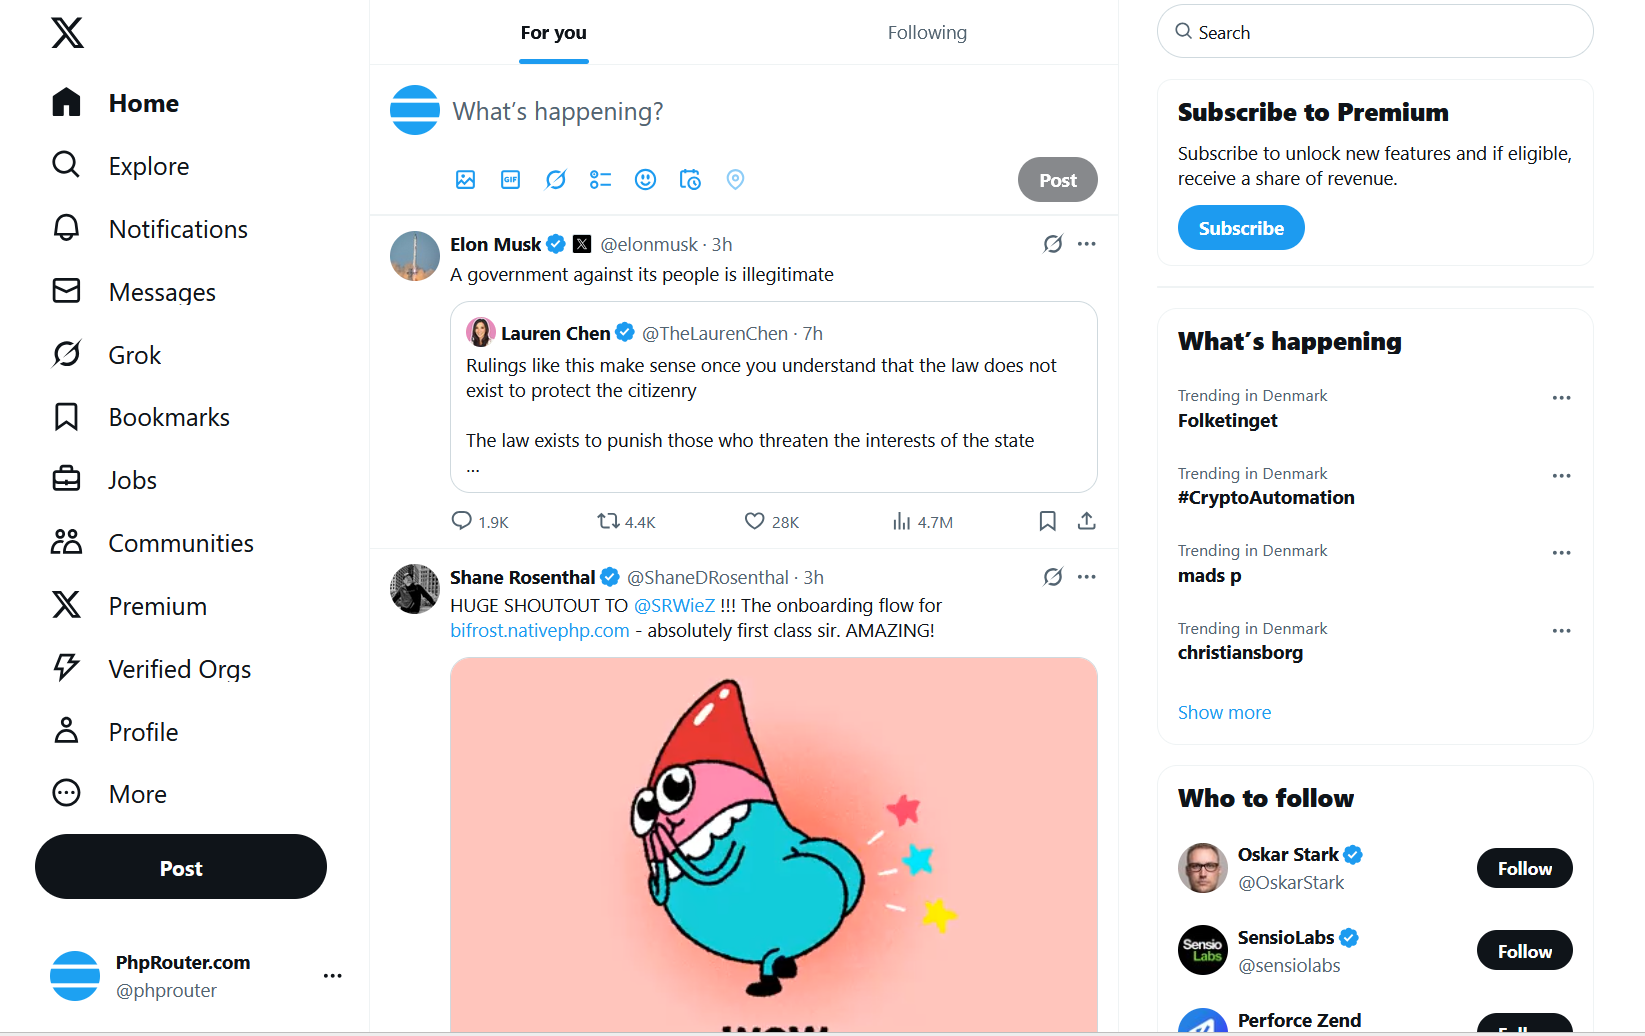 Home
Explore
Notifications
Messages
Grok
Bookmarks
Jobs
Communities
Premium
Verified Orgs
Profile
More
Post
PhpRouter.com
@phprouter
For you
Following
What's happening?
GIF
Post
Elon Musk @elonmusk · 3h
A government against its people is illegitimate
Lauren Chen @TheLaurenChen · 7h
Rulings like this make sense once you understand that the law does not
exist to protect the citizenry
The law exists to punish those who threaten the interests of the state
...
1.9K 4.4K 28K 4.7M
Shane Rosenthal @ShaneDRosenthal · 3h
HUGE SHOUTOUT TO @SRWieZ !!! The onboarding flow for
bifrost.nativephp.com - absolutely first class sir. AMAZING!
WOW
Search
Subscribe to Premium
Subscribe to unlock new features and if eligible,
receive a share of revenue.
Subscribe
What's happening
Trending in Denmark
Folketinget
Trending in Denmark
#CryptoAutomation
Trending in Denmark
mads p
Trending in Denmark
christiansborg
Show more
Who to follow
Oskar Stark
@OskarStark
Follow
Sensio
Labs
SensioLabs
@sensiolabs
Follow
Perforce Zend
Follow